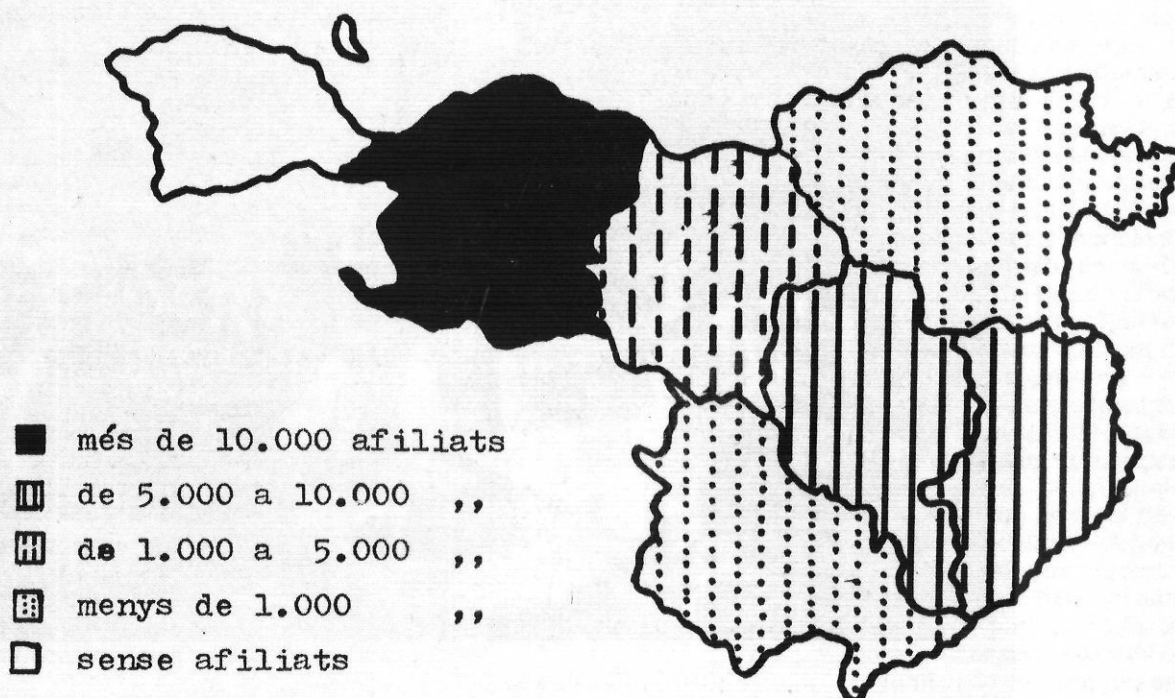 més de 10.000 afiliats
de 5.000 a 10.000 ,,
de 1.000 a 5.000 ,,
menys de 1.000 ,,
sense afiliats